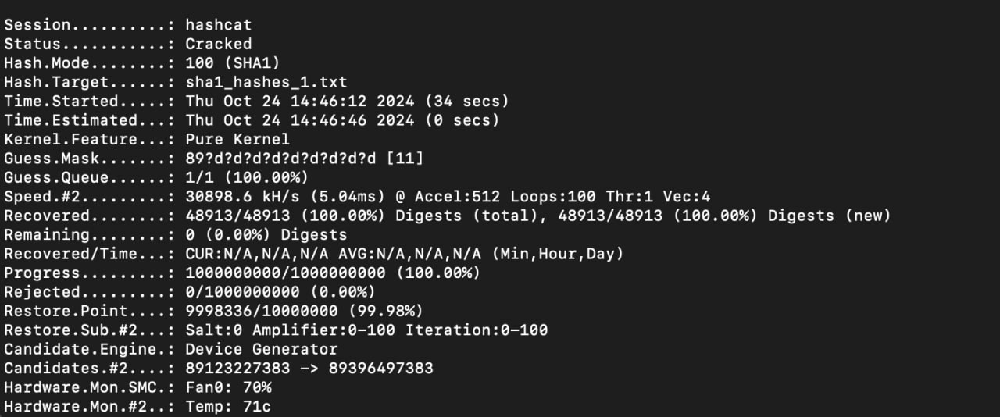 Session..........: hashcat
Status...........: Cracked
Hash.Mode........: 100 (SHA1)
Hash.Target......: sha1_hashes_1.txt
Time.Started.....: Thu Oct 24 14:46:12 2024 (34 secs)
Time.Estimated...: Thu Oct 24 14:46:46 2024 (0 secs)
Kernel.Feature...: Pure Kernel
Guess.Mask.......: 89?d?d?d?d?d?d?d?d?d [11]
Guess.Queue......: 1/1 (100.00%)
Speed.#2.........: 30898.6 kH/s (5.04ms) @ Accel:512 Loops:100 Thr:1 Vec:4
Recovered........: 48913/48913 (100.00%) Digests (total), 48913/48913 (100.00%) Digests (new)
Remaining........: 0 (0.00%) Digests
Recovered/Time...: CUR:N/A,N/A,N/A AVG:N/A,N/A,N/A (Min,Hour,Day)
Progress.........: 1000000000/1000000000 (100.00%)
Rejected.........: 0/1000000000 (0.00%)
Restore.Point....: 9998336/10000000 (99.98%)
Restore.Sub.#2...: Salt:0 Amplifier:0-100 Iteration:0-100
Candidate.Engine.: Device Generator
Candidates.#2....: 89123227383 -> 89396497383
Hardware.Mon.SMC.: Fan0: 70%
Hardware.Mon.#2..: Temp: 71c